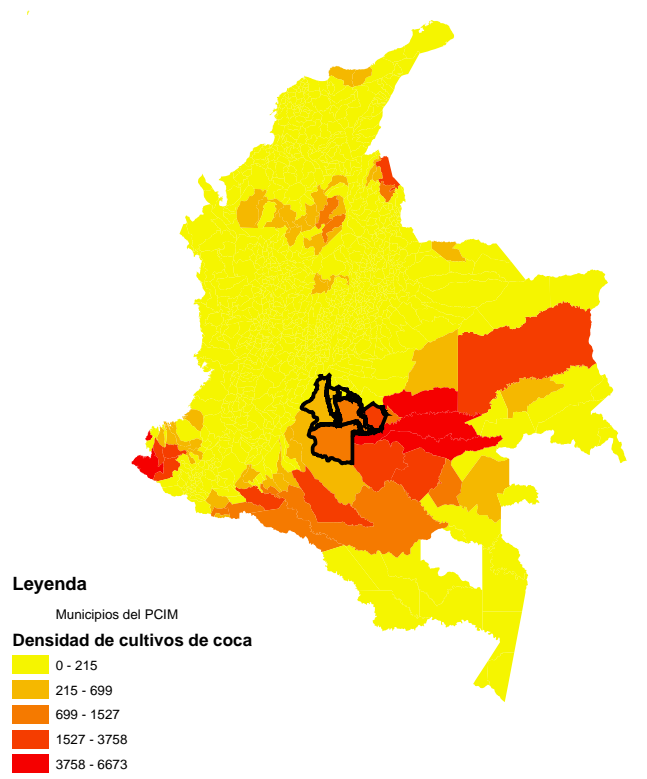 Leyenda
Municipios del PCIM
Densidad de cultivos de coca
0 - 215
215 - 699
699 - 1527
1527 - 3758
3758 - 6673